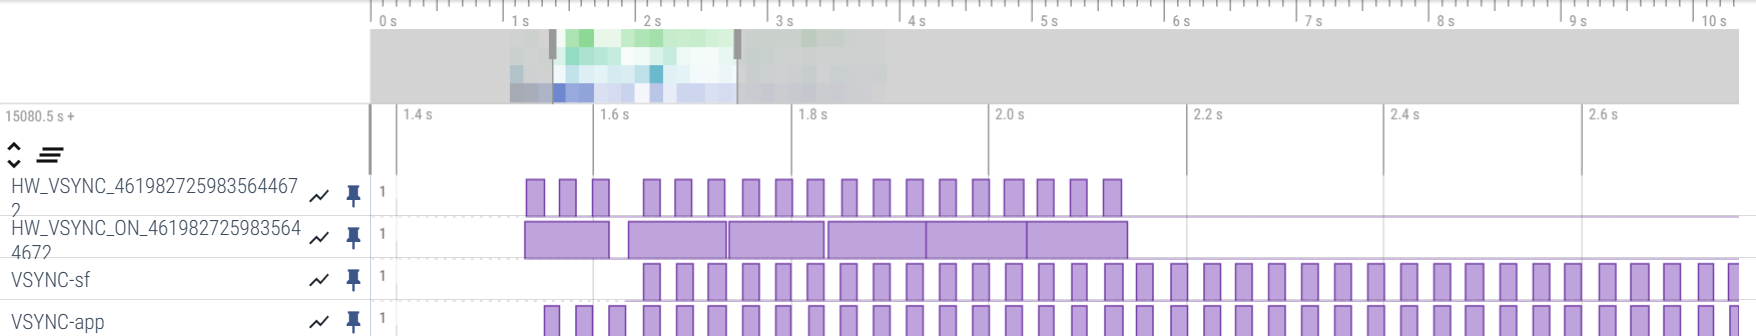 0 s 1 s 2 s 3 s 4 s 5 s 6 s 7 s 8 s 9 s 10 s
15080.5 s + 1.4 s 1.6 s 1.8 s 2.0 s 2.2 s 2.4 s 2.6 s
HW_VSYNC_461982725983564467
2
1
HW_VSYNC_ON_461982725983564
4672
1
VSYNC-sf 1
VSYNC-app 1